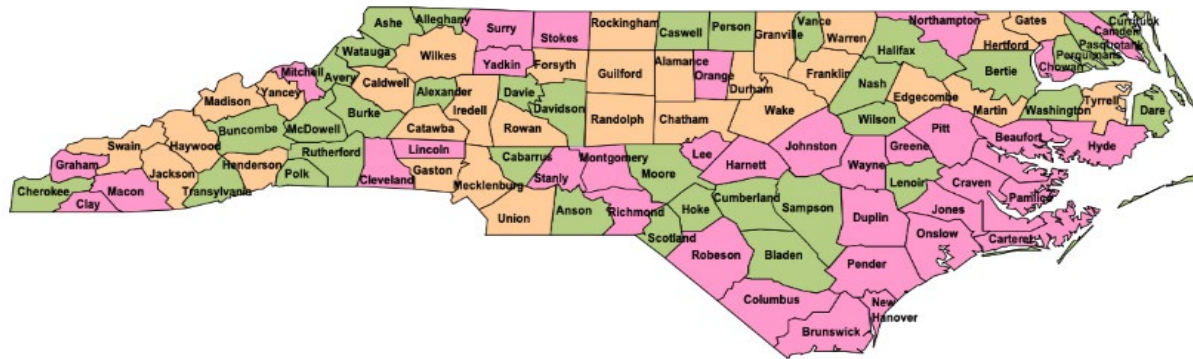 Ashe
Alleghany
Surry
Stokes
Rockingham
Caswell
Person
Granville
Vance
Warren
Northampton
Gates
Hertford
Currituck
Camden
Pasquotank
Perquimans
Chowan
Watauga
Wilkes
Yadkin
Forsyth
Guilford
Alamance
Orange
Durham
Franklin
Halifax
Nash
Bertie
Mitchell
Avery
Caldwell
Alexander
Iredell
Davie
Davidson
Randolph
Chatham
Wake
Wilson
Edgecombe
Martin
Washington
Tyrrell
Dare
Madison
Yancey
Burke
Catawba
Rowan
Buncombe
McDowell
Swain
Haywood
Rutherford
Lincoln
Cabarrus
Montgomery
Stanly
Moore
Lee
Harnett
Johnston
Wayne
Greene
Pitt
Beaufort
Hyde
Graham
Jackson
Henderson
Polk
Cleveland
Gaston
Mecklenburg
Cherokee
Macon
Clay
Transylvania
Union
Anson
Richmond
Hoke
Scotland
Cumberland
Sampson
Duplin
Lenoir
Craven
Pamlico
Jones
Onslow
Carteret
Robeson
Bladen
Pender
Columbus
Brunswick
New
Hanover